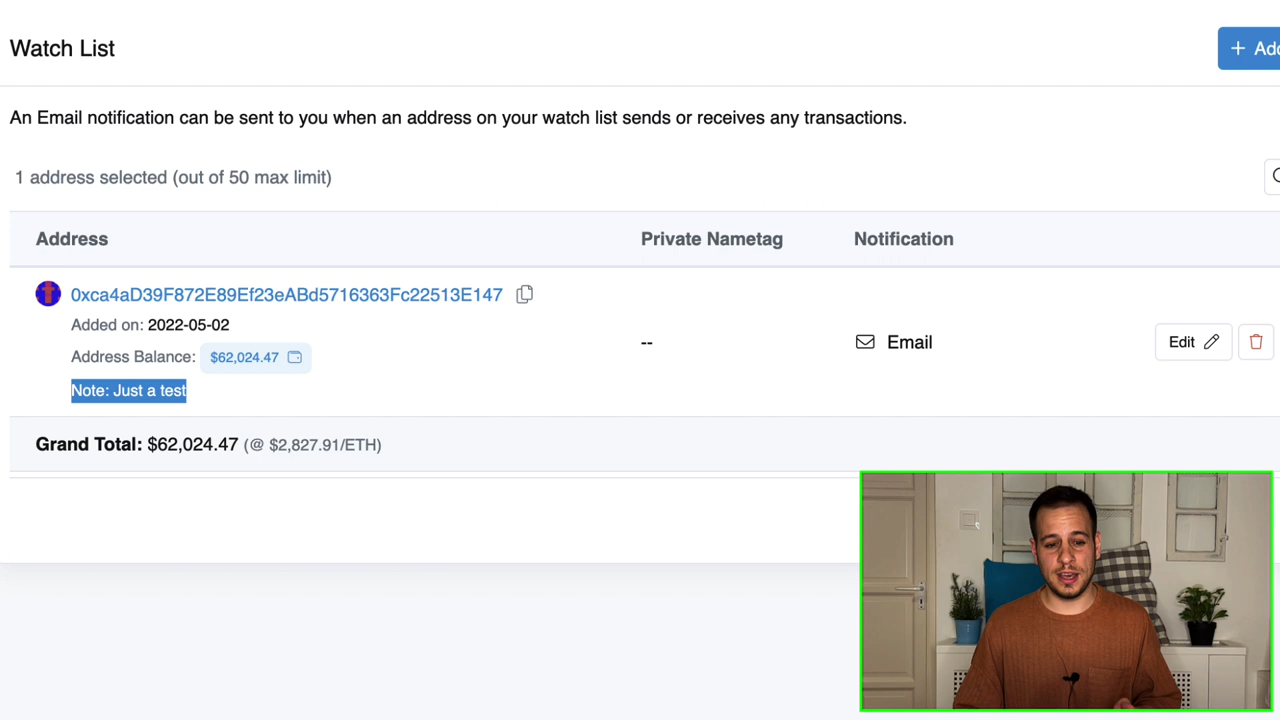 Watch List
+ Add
An Email notification can be sent to you when an address on your watch list sends or receives any transactions.
1 address selected (out of 50 max limit)
Address Private Nametag Notification
0xca4aD39F872E89Ef23eABd5716363Fc22513E147
Added on: 2022-05-02
Address Balance: $62,024.47
Note: Just a test
--
Email
Edit
Grand Total: $62,024.47 (@ $2,827.91/ETH)